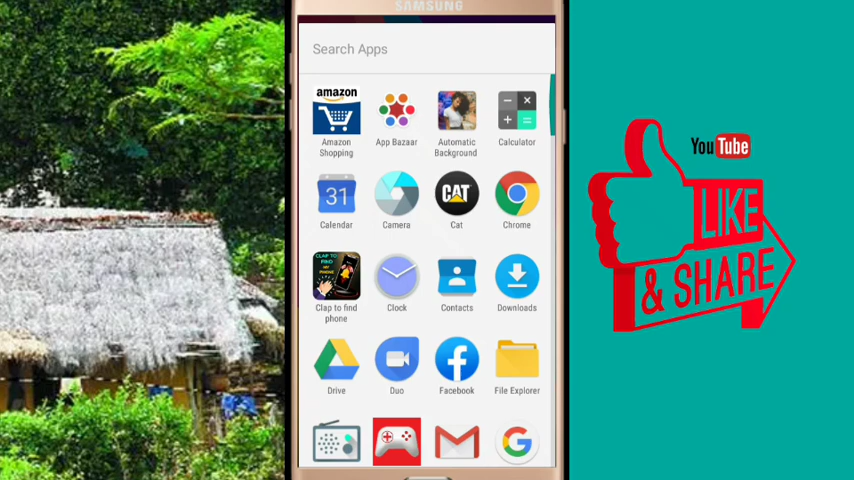 SAMSUNG
Search Apps
amazon
Amazon
Shopping
App Bazaar
Automatic
Background
Calculator
31
CAT
Calendar
Camera
Cat
Chrome
CLAP TO
FIND
MY
PHONE
Clap to find
phone
Clock
Contacts
Downloads
Drive
Duo
Facebook
File Explorer
YouTube
LIKE
& SHARE